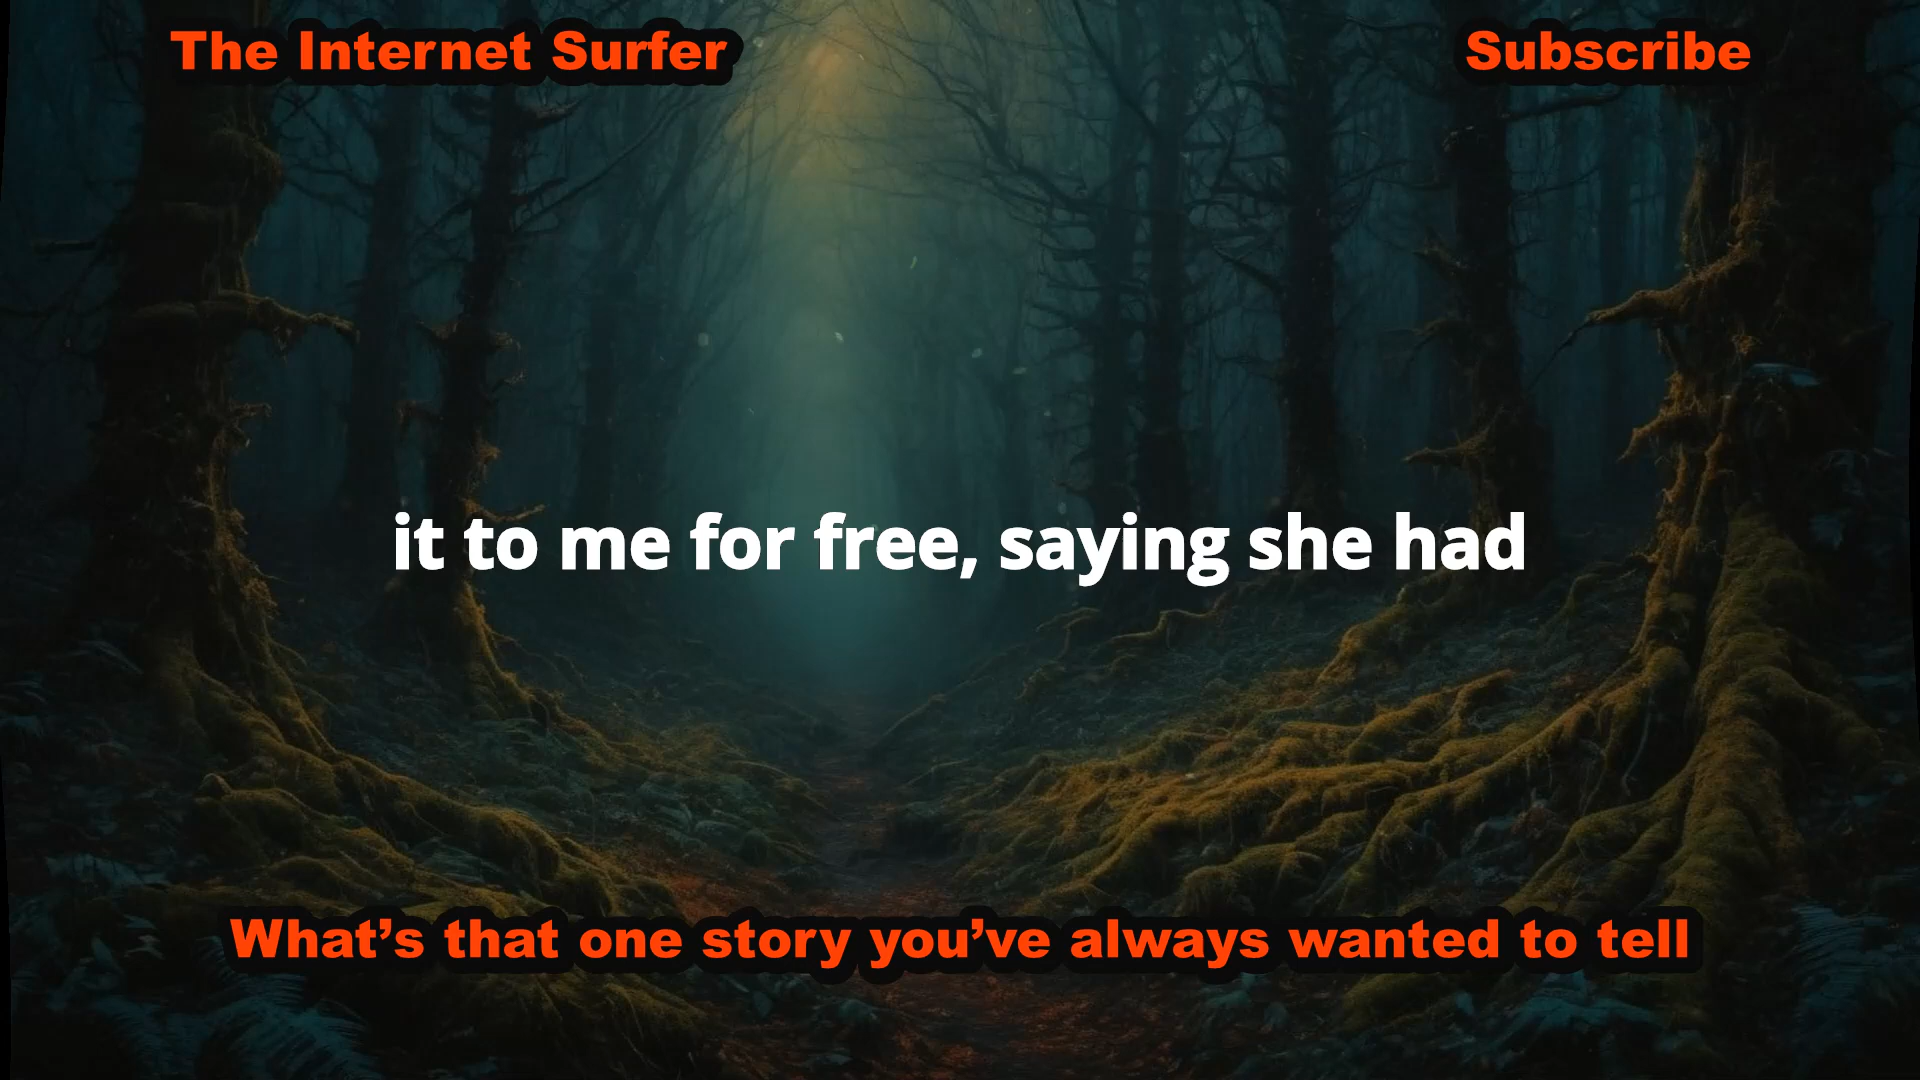 The Internet Surfer
Subscribe
it to me for free, saying she had
What’s that one story you’ve always wanted to tell